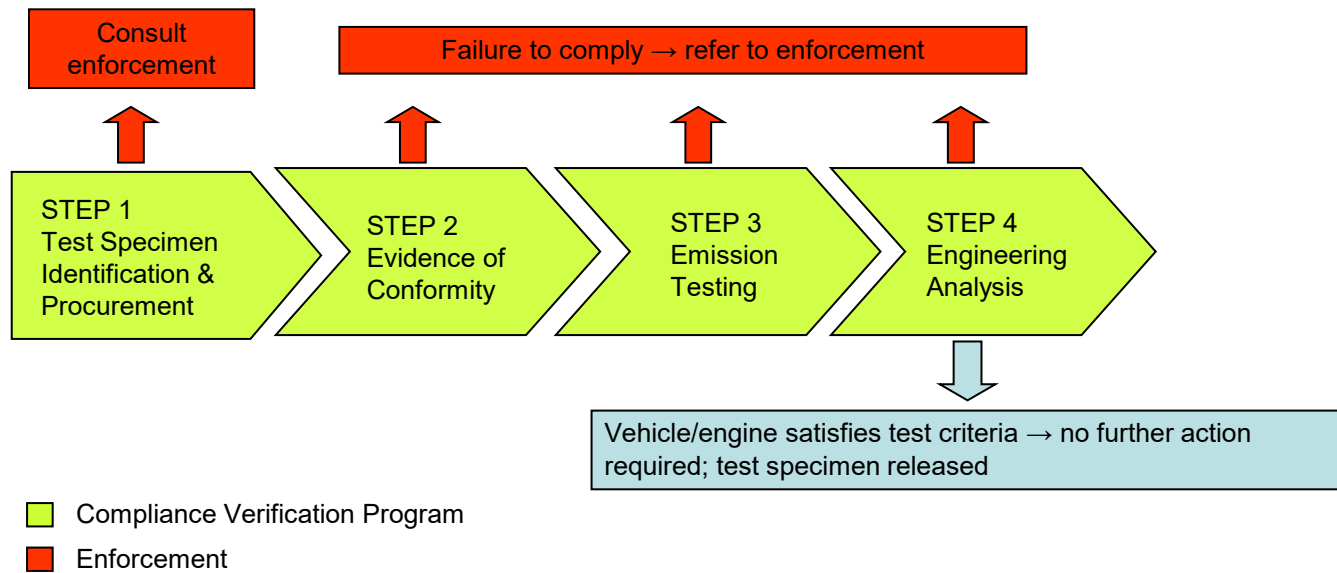 Consult
enforcement
Failure to comply → refer to enforcement
STEP 1
Test Specimen
Identification &
Procurement
STEP 2
Evidence of
Conformity
STEP 3
Emission
Testing
STEP 4
Engineering
Analysis
Vehicle/engine satisfies test criteria → no further action
required; test specimen released
Compliance Verification Program
Enforcement